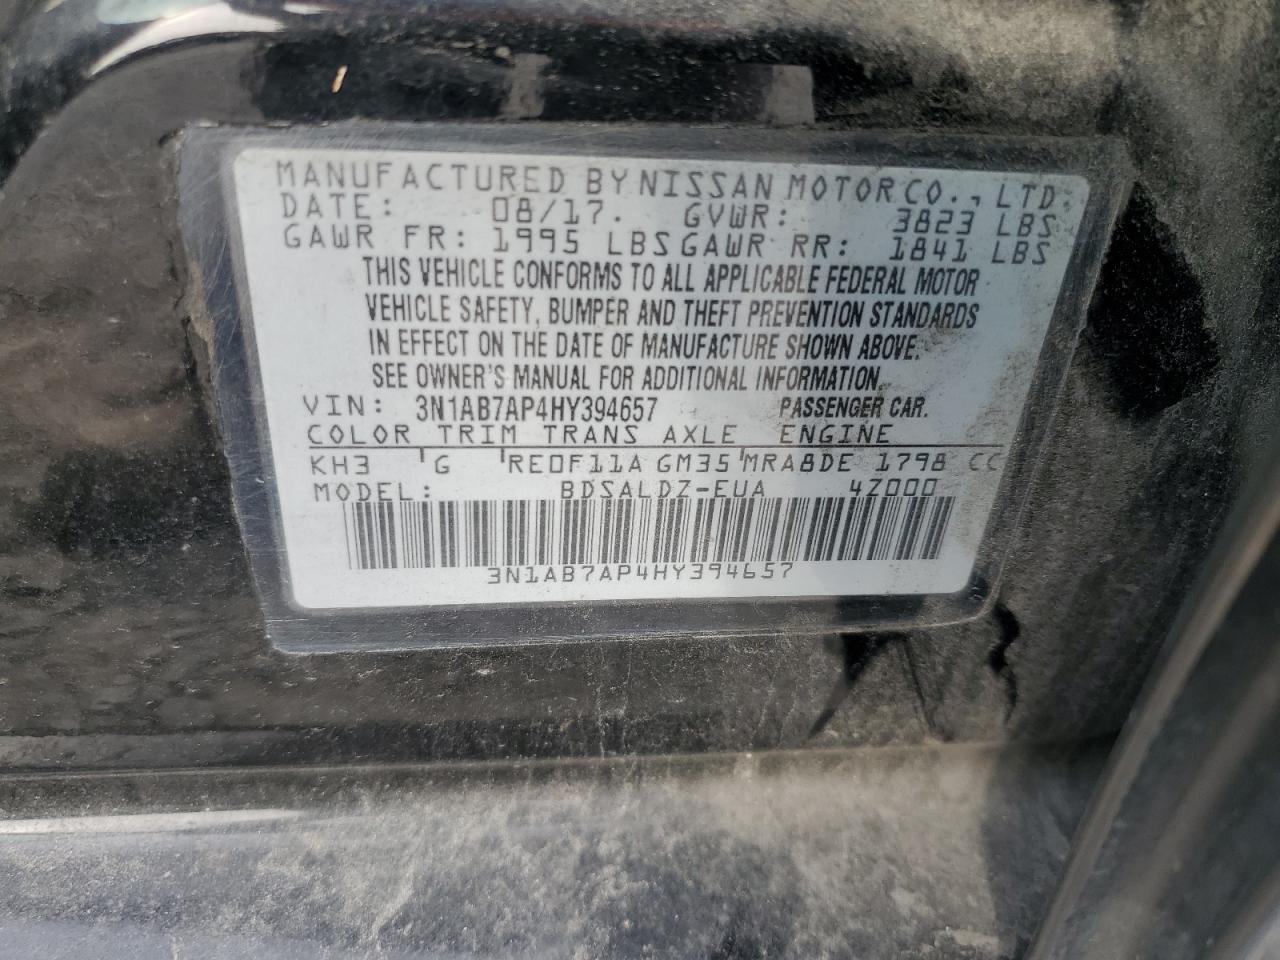 MANUFACTURED BY NISSAN MOTOR CO., LTD.
DATE: 08/17. GVWR: 3823 LBS
GAWR FR: 1995 LBS GAWR RR: 1841 LBS
THIS VEHICLE CONFORMS TO ALL APPLICABLE FEDERAL MOTOR
VEHICLE SAFETY, BUMPER AND THEFT PREVENTION STANDARDS
IN EFFECT ON THE DATE OF MANUFACTURE SHOWN ABOVE.
SEE OWNER'S MANUAL FOR ADDITIONAL INFORMATION.
VIN: 3N1AB7AP4HY394657 PASSENGER CAR.
COLOR TRIM TRANS AXLE ENGINE
KH3 ' G ' RE0F11A GM35 ' MRA8DE 1798 CC
MODEL: BDSALDZ-EUA 4Z000
3N1AB7AP4HY394657